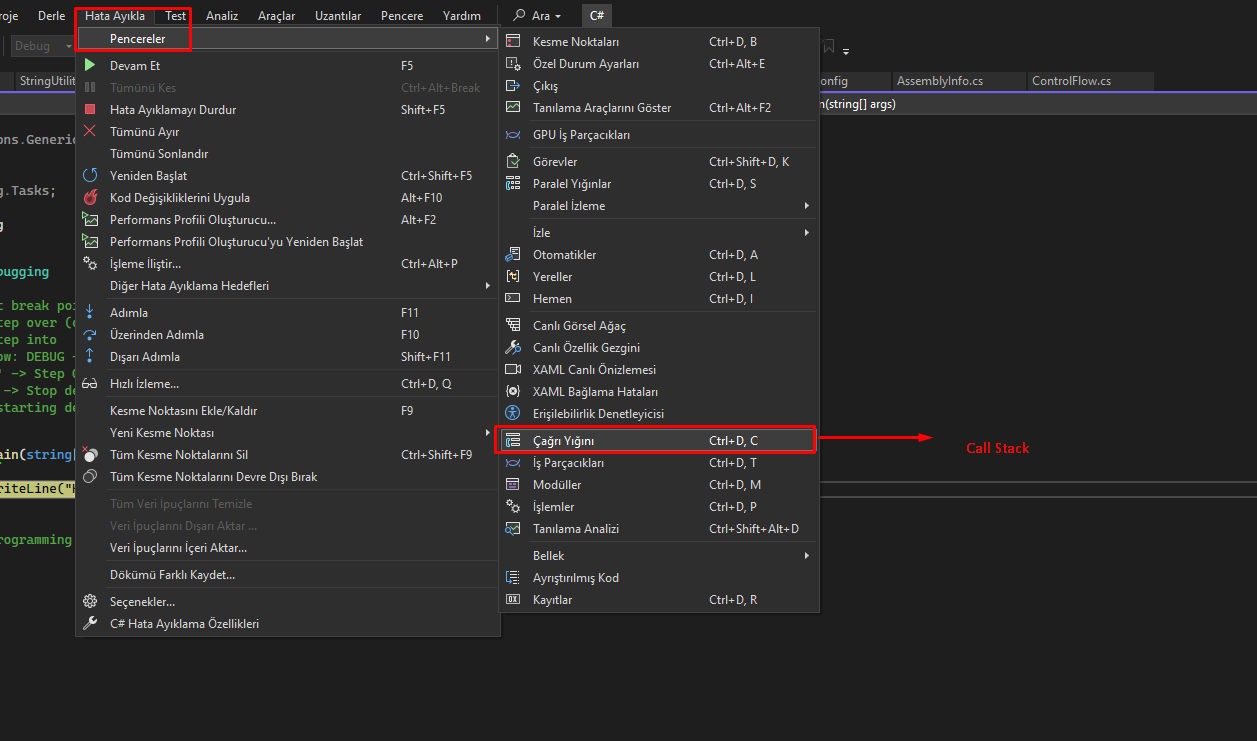 roje Derle Hata Ayıkla Test Analiz Araçlar Uzantılar Pencere Yardım Ara C#
Debug
StringUtilit onfig AssemblyInfo.cs ControlFlow.cs
n(string[] args)
Pencereler
Devam Et F5
Tümünü Kes Ctrl+Alt+Break
Hata Ayıklamayı Durdur Shift+F5
Tümünü Ayır
Tümünü Sonlandır
Yeniden Başlat Ctrl+Shift+F5
Kod Değişikliklerini Uygula Alt+F10
Performans Profili Oluşturucu... Alt+F2
Performans Profili Oluşturucu'yu Yeniden Başlat
İşleme İliştir... Ctrl+Alt+P
Diğer Hata Ayıklama Hedefleri
Adımla F11
Üzerinden Adımla F10
Dışarı Adımla Shift+F11
Hızlı İzleme... Ctrl+D, Q
Kesme Noktasını Ekle/Kaldır F9
Yeni Kesme Noktası
Tüm Kesme Noktalarını Sil Ctrl+Shift+F9
Tüm Kesme Noktalarını Devre Dışı Bırak
Tüm Veri İpuçlarını Temizle
Veri İpuçlarını Dışarı Aktar ...
Veri İpuçlarını İçeri Aktar...
Dökümü Farklı Kaydet...
Seçenekler...
C# Hata Ayıklama Özellikleri
Kesme Noktaları Ctrl+D, B
Özel Durum Ayarları Ctrl+Alt+E
Çıkış
Tanılama Araçlarını Göster Ctrl+Alt+F2
GPU İş Parçacıkları
Görevler Ctrl+Shift+D, K
Paralel Yığınlar Ctrl+D, S
Paralel İzleme
İzle
Otomatikler Ctrl+D, A
Yereller Ctrl+D, L
Hemen Ctrl+D, I
Canlı Görsel Ağaç
Canlı Özellik Gezgini
XAML Canlı Önizlemesi
XAML Bağlama Hataları
Erişilebilirlik Denetleyicisi
Çağrı Yığını Ctrl+D, C
İş Parçacıkları Ctrl+D, T
Modüller Ctrl+D, M
İşlemler Ctrl+D, P
Tanılama Analizi Ctrl+Shift+Alt+D
Bellek
Ayrıştırılmış Kod
Kayıtlar Ctrl+D, R
Call Stack
ons.Generic
g.Tasks;
g
bugging
t break poi
tep over (
tep into
ow: DEBUG -
' -> Step
-> Stop de
starting de
ain(string[
riteLine("
rogramming